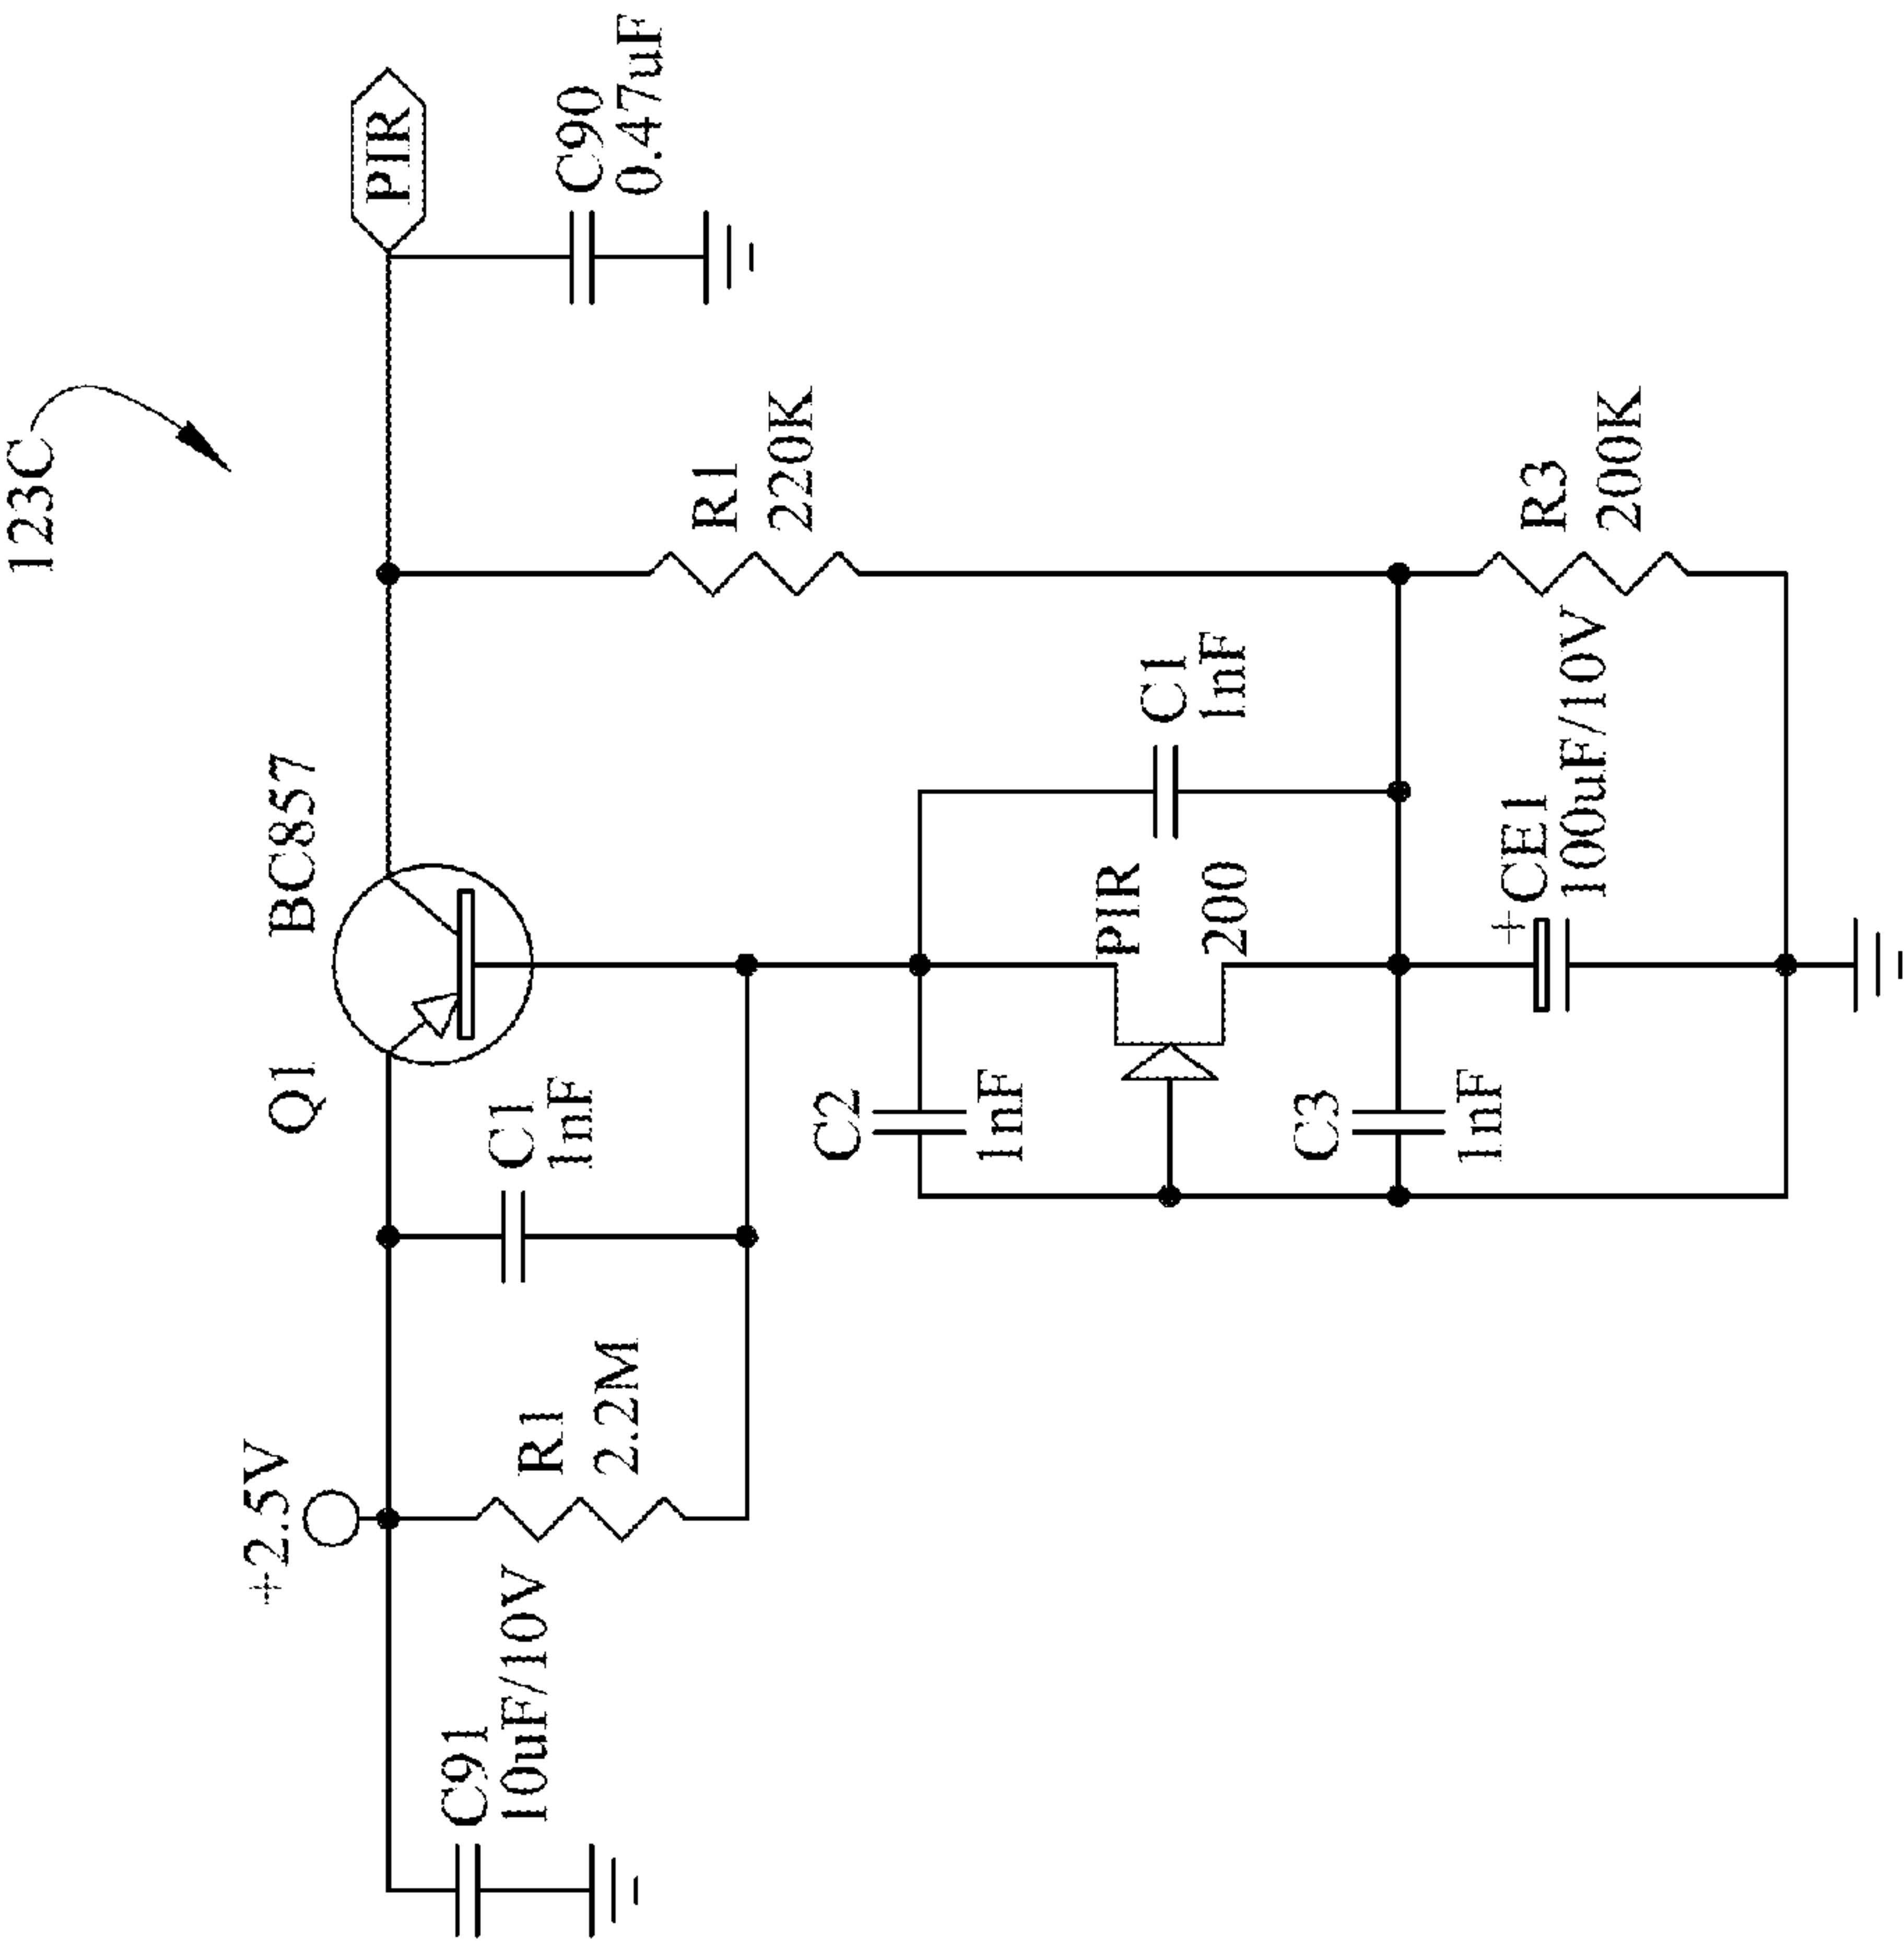 123C
PIR
C90
0.47uF
BC857
Q1
R1
220K
C1
1nF
C1
1nF
+2.5V
R1
2.2M
C91
10uF/10V
PIR
200
C2
1nF
C3
1nF
+
CE1
100uF/10V
R3
200K